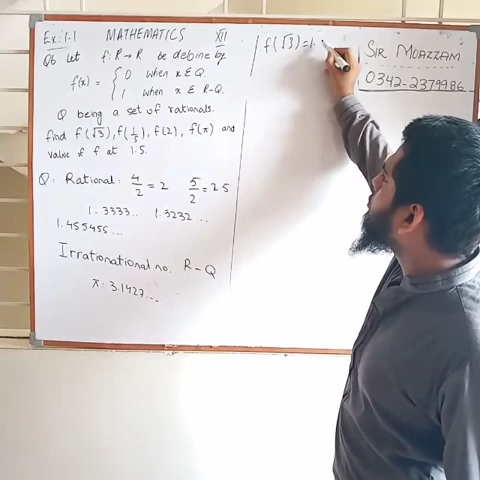 Ex: 1.1 MATHEMATICS XII
Q6 Let f: R → R be define by
f(x) = { 0 when x ∈ Q.
1 when x ∈ R - Q.
Q being a set of rationals.
find f(√3), f(1/5), f(2), f(π) and
value of f at 1.5.
Q: Rational: 4/2 = 2 5/2 = 2.5
1.3333.. 1.3232...
1.455455...
Irrationational no. R - Q
π: 3.1427...
f(√3) = 1.
SIR MOAZZAM
0342-2379986